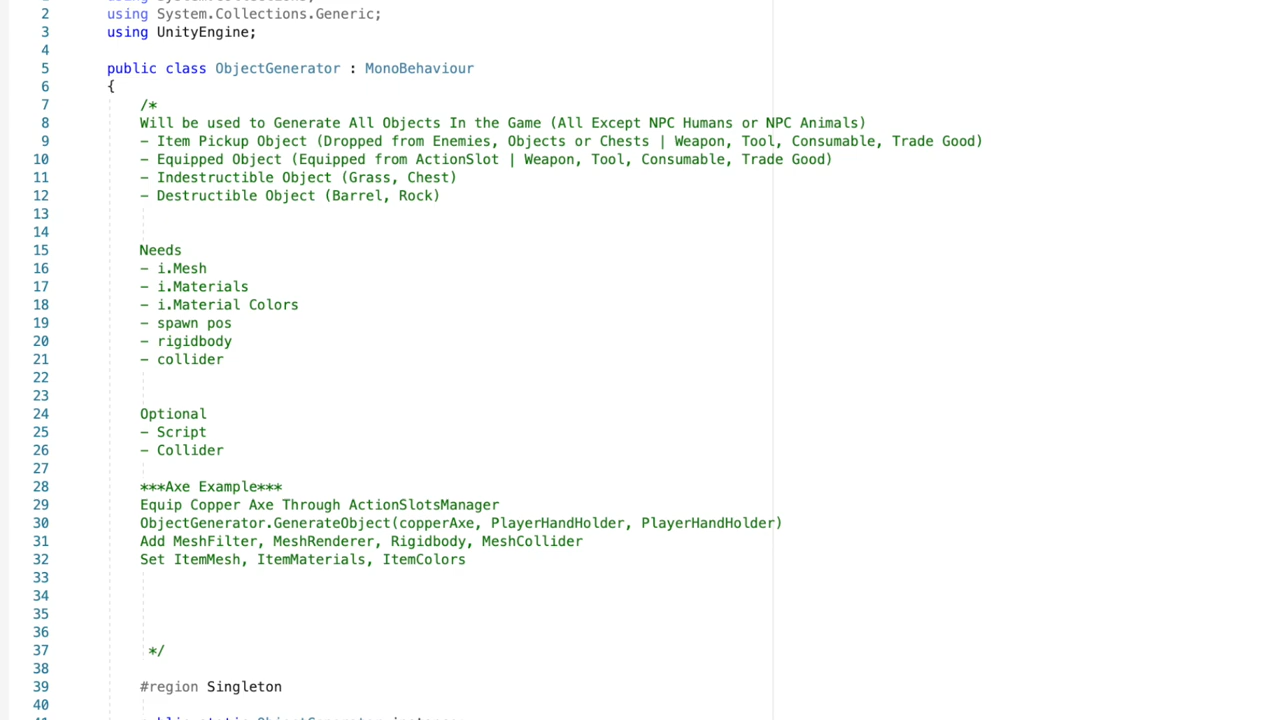 2 using System.Collections.Generic;
3 using UnityEngine;
4
5 public class ObjectGenerator : MonoBehaviour
6 {
7 /*
8 Will be used to Generate All Objects In the Game (All Except NPC Humans or NPC Animals)
9 - Item Pickup Object (Dropped from Enemies, Objects or Chests | Weapon, Tool, Consumable, Trade Good)
10 - Equipped Object (Equipped from ActionSlot | Weapon, Tool, Consumable, Trade Good)
11 - Indestructible Object (Grass, Chest)
12 - Destructible Object (Barrel, Rock)
13
14
15 Needs
16 - i.Mesh
17 - i.Materials
18 - i.Material Colors
19 - spawn pos
20 - rigidbody
21 - collider
22
23
24 Optional
25 - Script
26 - Collider
27
28 ***Axe Example***
29 Equip Copper Axe Through ActionSlotsManager
30 ObjectGenerator.GenerateObject(copperAxe, PlayerHandHolder, PlayerHandHolder)
31 Add MeshFilter, MeshRenderer, Rigidbody, MeshCollider
32 Set ItemMesh, ItemMaterials, ItemColors
33
34
35
36
37 */
38
39 #region Singleton
40